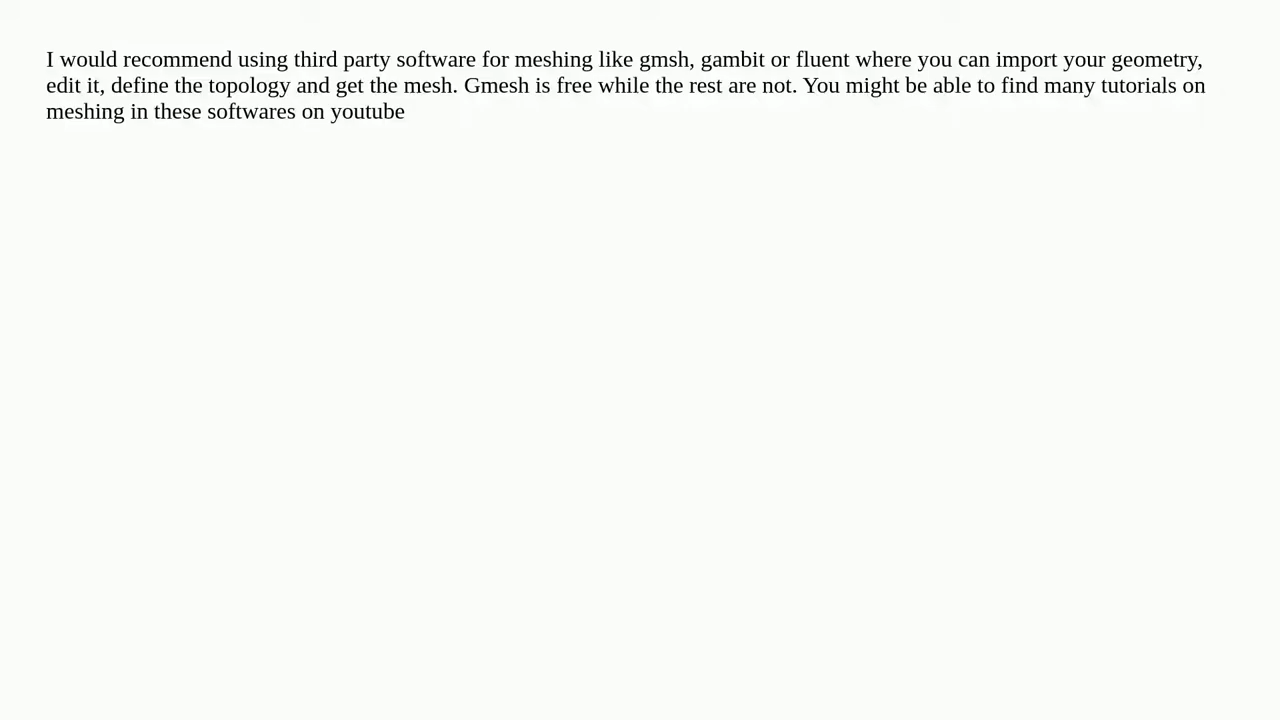 I would recommend using third party software for meshing like gmsh, gambit or fluent where you can import your geometry,
edit it, define the topology and get the mesh. Gmesh is free while the rest are not. You might be able to find many tutorials on
meshing in these softwares on youtube